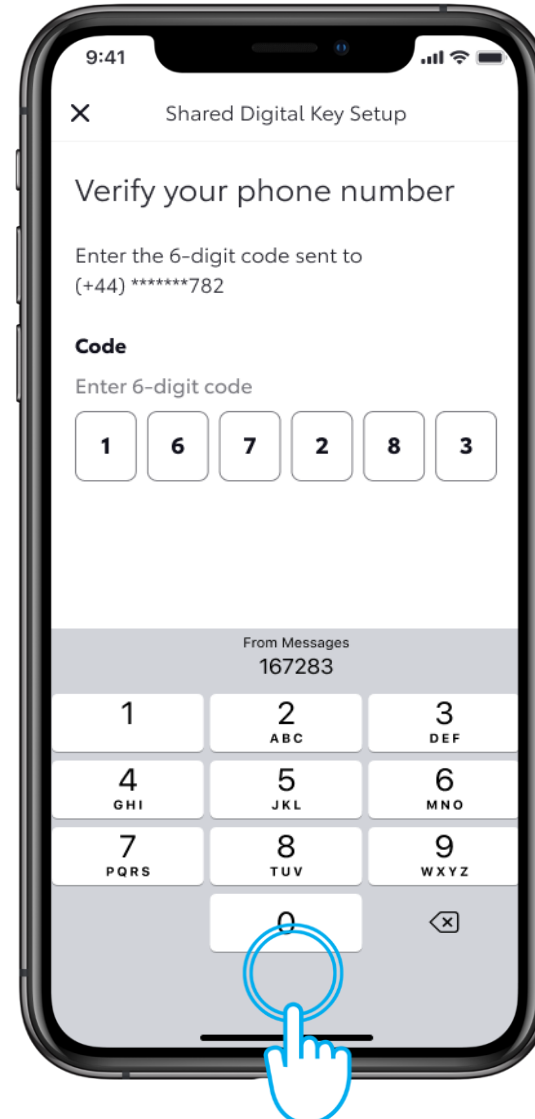 9:41
Shared Digital Key Setup
Verify your phone number
Enter the 6-digit code sent to
(+44) *******782
Code
Enter 6-digit code
1 6 7 2 8 3
From Messages
167283
1 2 3
ABC DEF
4 5 6
GHI JKL MNO
7 8 9
PQRS TUV WXYZ
0